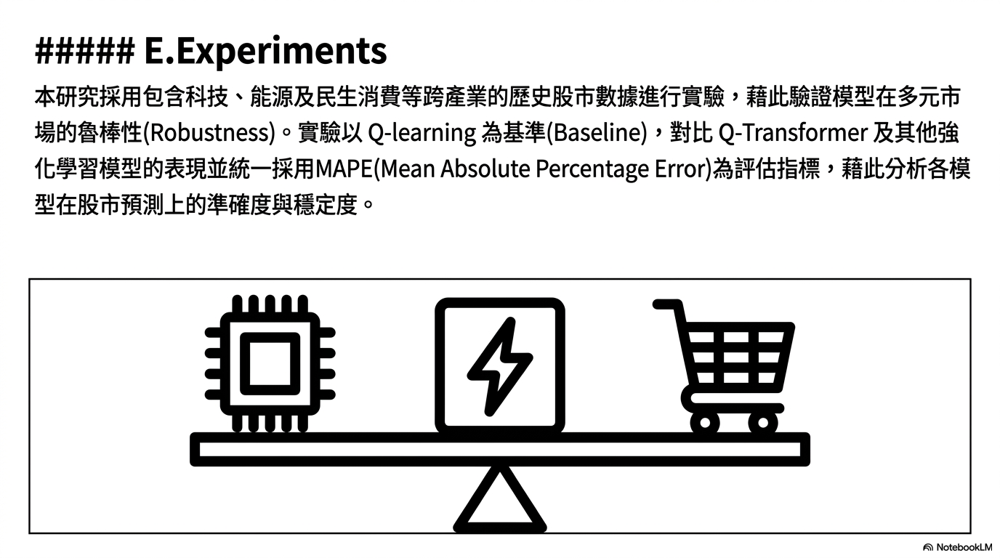 ##### E.Experiments
本研究採用包含科技、能源及民生消費等跨產業的歷史股市數據進行實驗，藉此驗證模型在多元市
場的魯棒性(Robustness)。實驗以 Q-learning 為基準(Baseline)，對比 Q-Transformer 及其他強
化學習模型的表現並統一採用MAPE(Mean Absolute Percentage Error)為評估指標，藉此分析各模
型在股市預測上的準確度與穩定度。
NotebookLM